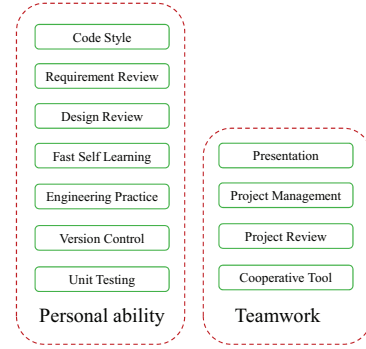 Code Style
Requirement Review
Design Review
Fast Self Learning
Engineering Practice
Version Control
Unit Testing
Personal ability
Presentation
Project Management
Project Review
Cooperative Tool
Teamwork